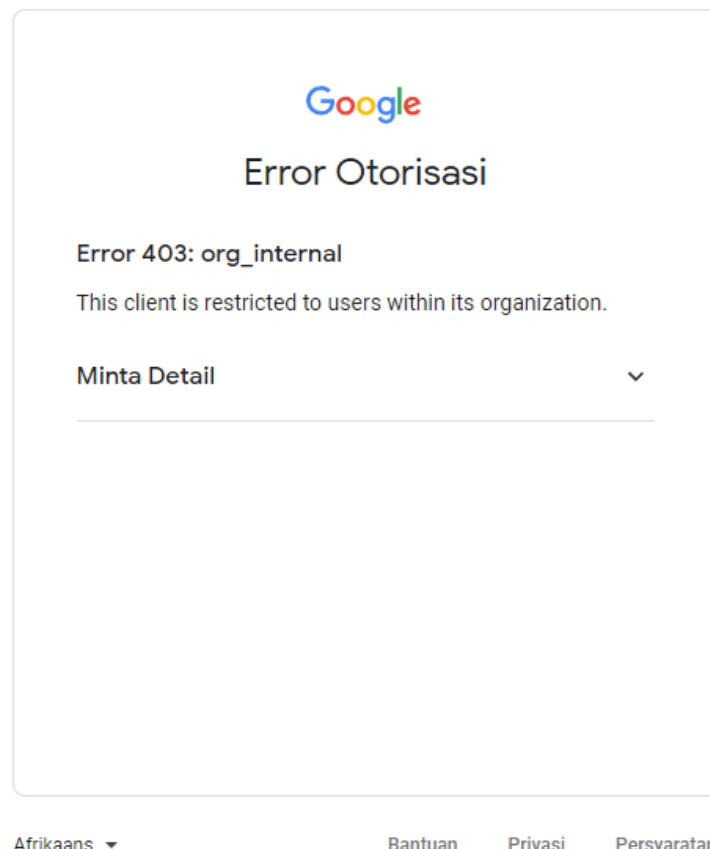 Google
Error Otorisasi
Error 403: org_internal
This client is restricted to users within its organization.
Minta Detail
Afrikaans Bantuan Privasi Persyaratan